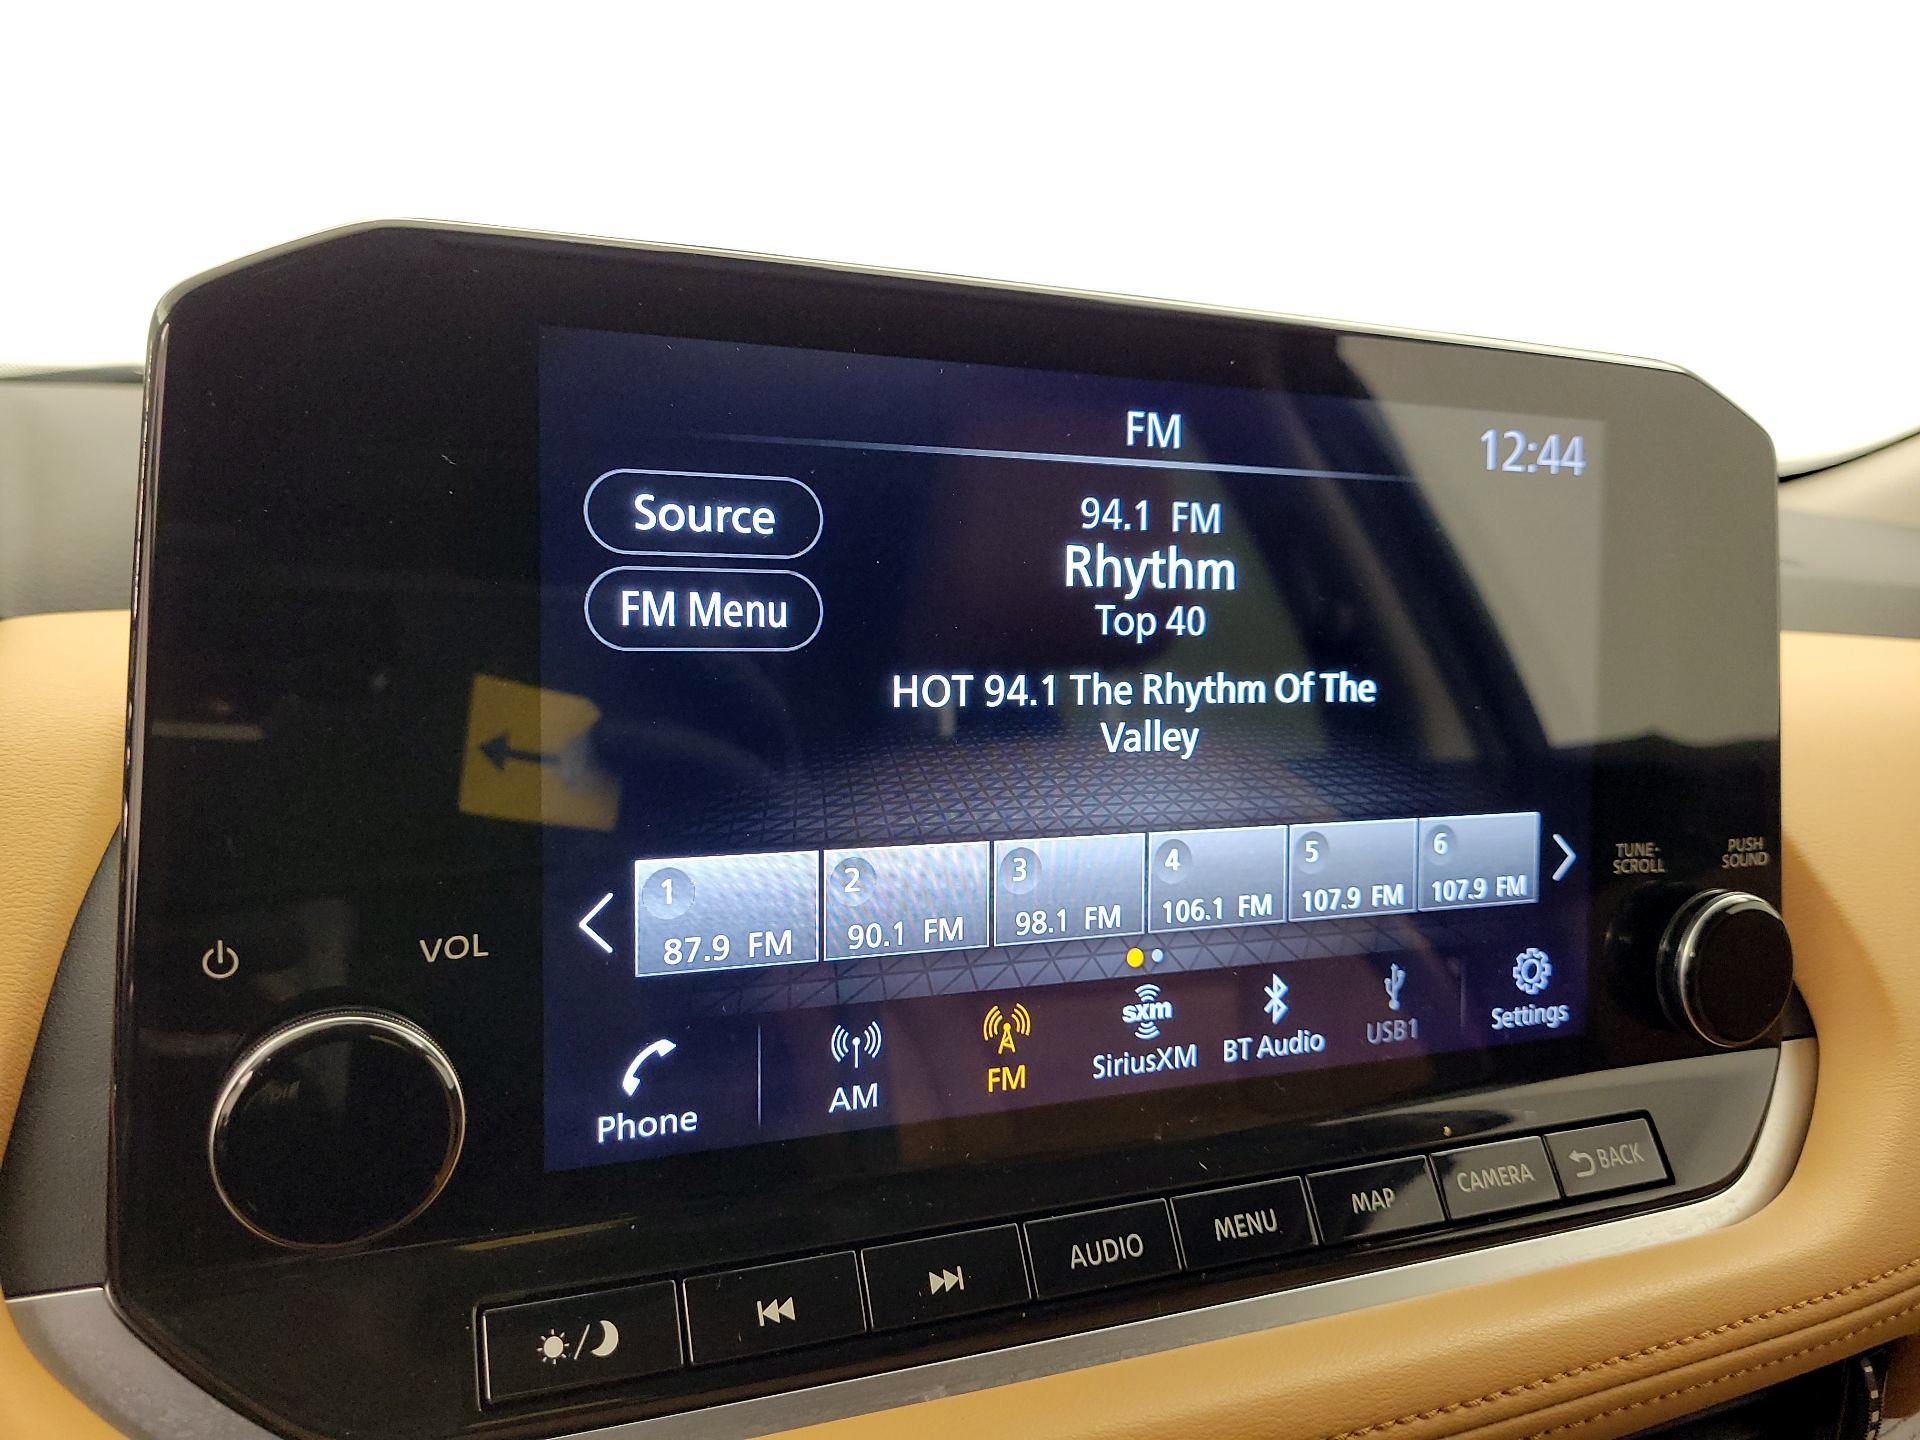 FM
12:44
Source
94.1 FM
Rhythm
FM Menu
Top 40
HOT 94.1 The Rhythm Of The
Valley
1
87.9 FM
2
90.1 FM
3
98.1 FM
4
106.1 FM
5
107.9 FM
6
107.9 FM
TUNE·
SCROLL
PUSH
SOUND
VOL
Phone
AM
FM
sxm
SiriusXM
BT Audio
USB1
Settings
AUDIO
MENU
MAP
CAMERA
BACK